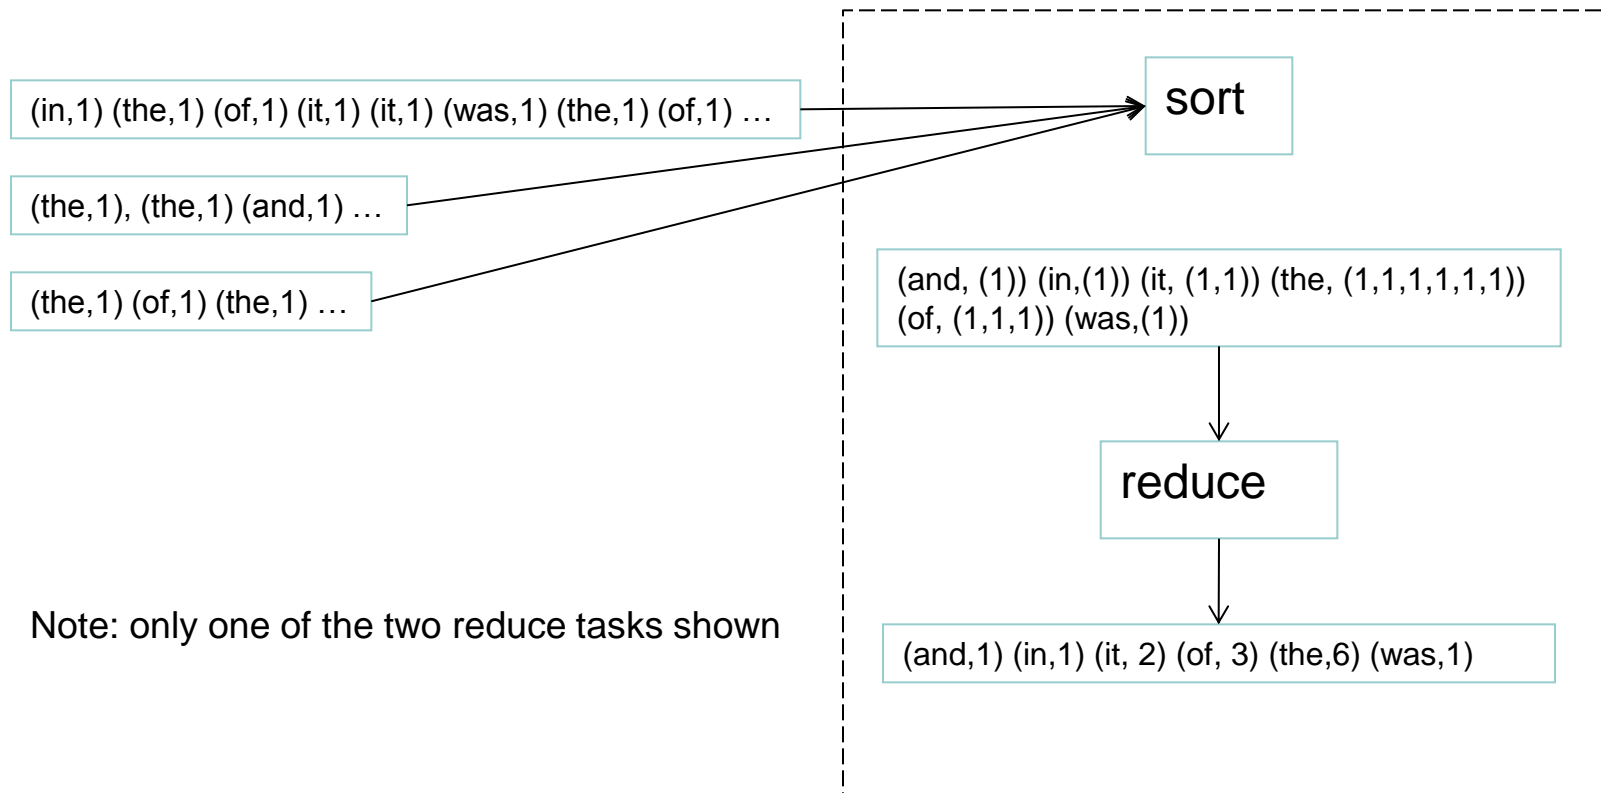 (in,1) (the,1) (of,1) (it,1) (it,1) (was,1) (the,1) (of,1) …
(the,1), (the,1) (and,1) …
(the,1) (of,1) (the,1) …
Note: only one of the two reduce tasks shown
sort
(and, (1)) (in,(1)) (it, (1,1)) (the, (1,1,1,1,1,1))
(of, (1,1,1)) (was,(1))
reduce
(and,1) (in,1) (it, 2) (of, 3) (the,6) (was,1)